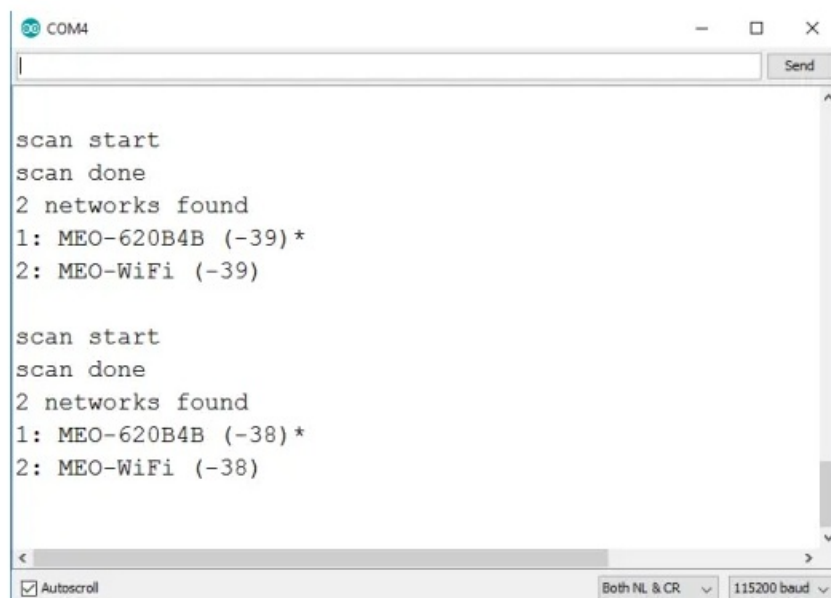 COM4
Send
scan start
scan done
2 networks found
1: MEO-620B4B (-39)*
2: MEO-WiFi (-39)
scan start
scan done
2 networks found
1: MEO-620B4B (-38)*
2: MEO-WiFi (-38)
Autoscroll Both NL & CR 115200 baud